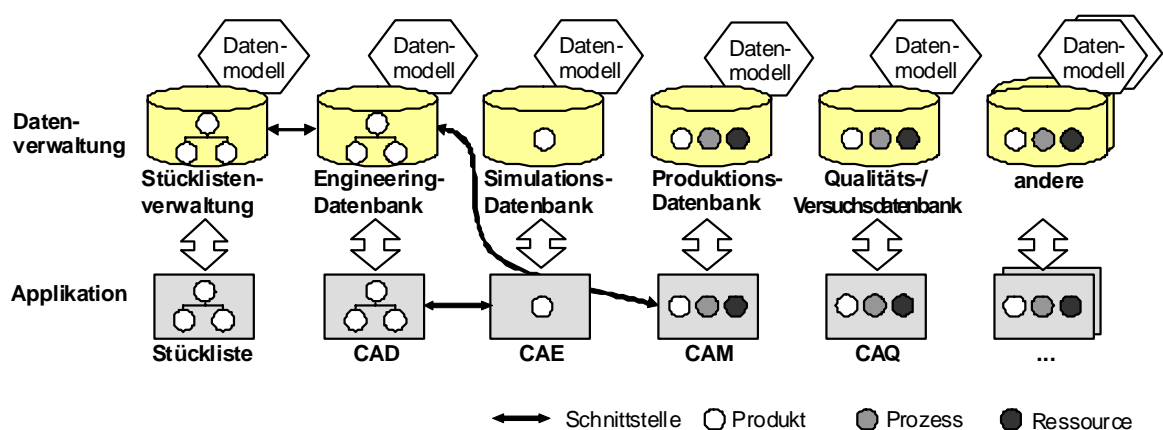 Daten-
modell
Daten-
modell
Daten-
modell
Daten-
modell
Daten-
modell
Daten-
modell
Daten-
verwaltung
Stücklisten-
verwaltung
Engineering-
Datenbank
Simulations-
Datenbank
Produktions-
Datenbank
Qualitäts-/
Versuchsdatenbank
andere
Applikation
Stückliste
CAD
CAE
CAM
CAQ
...
Schnittstelle
Produkt
Prozess
Ressource